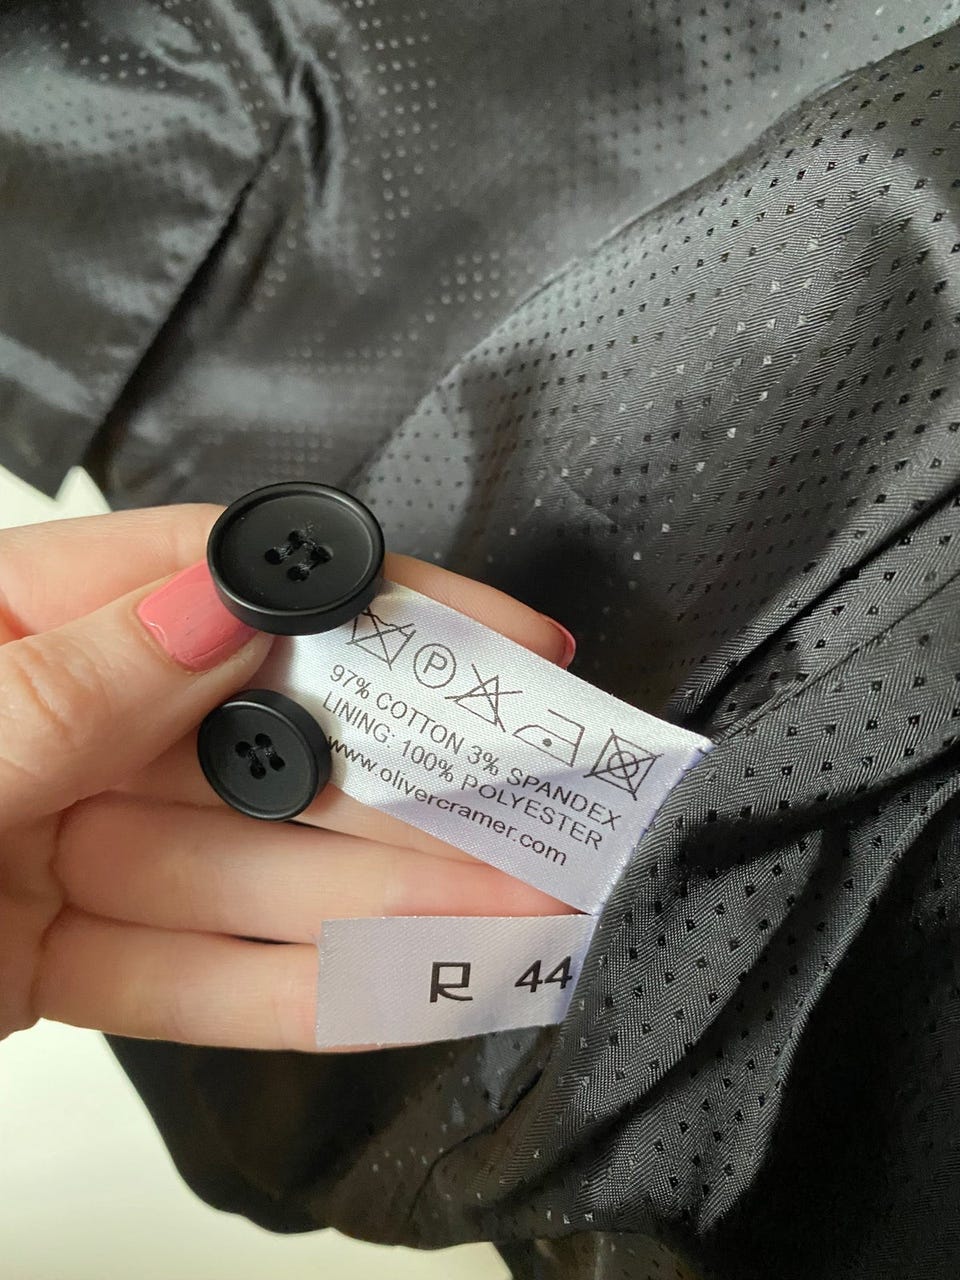 P
97% COTTON 3% SPANDEX
LINING: 100% POLYESTER
www.olivercramer.com
R 44